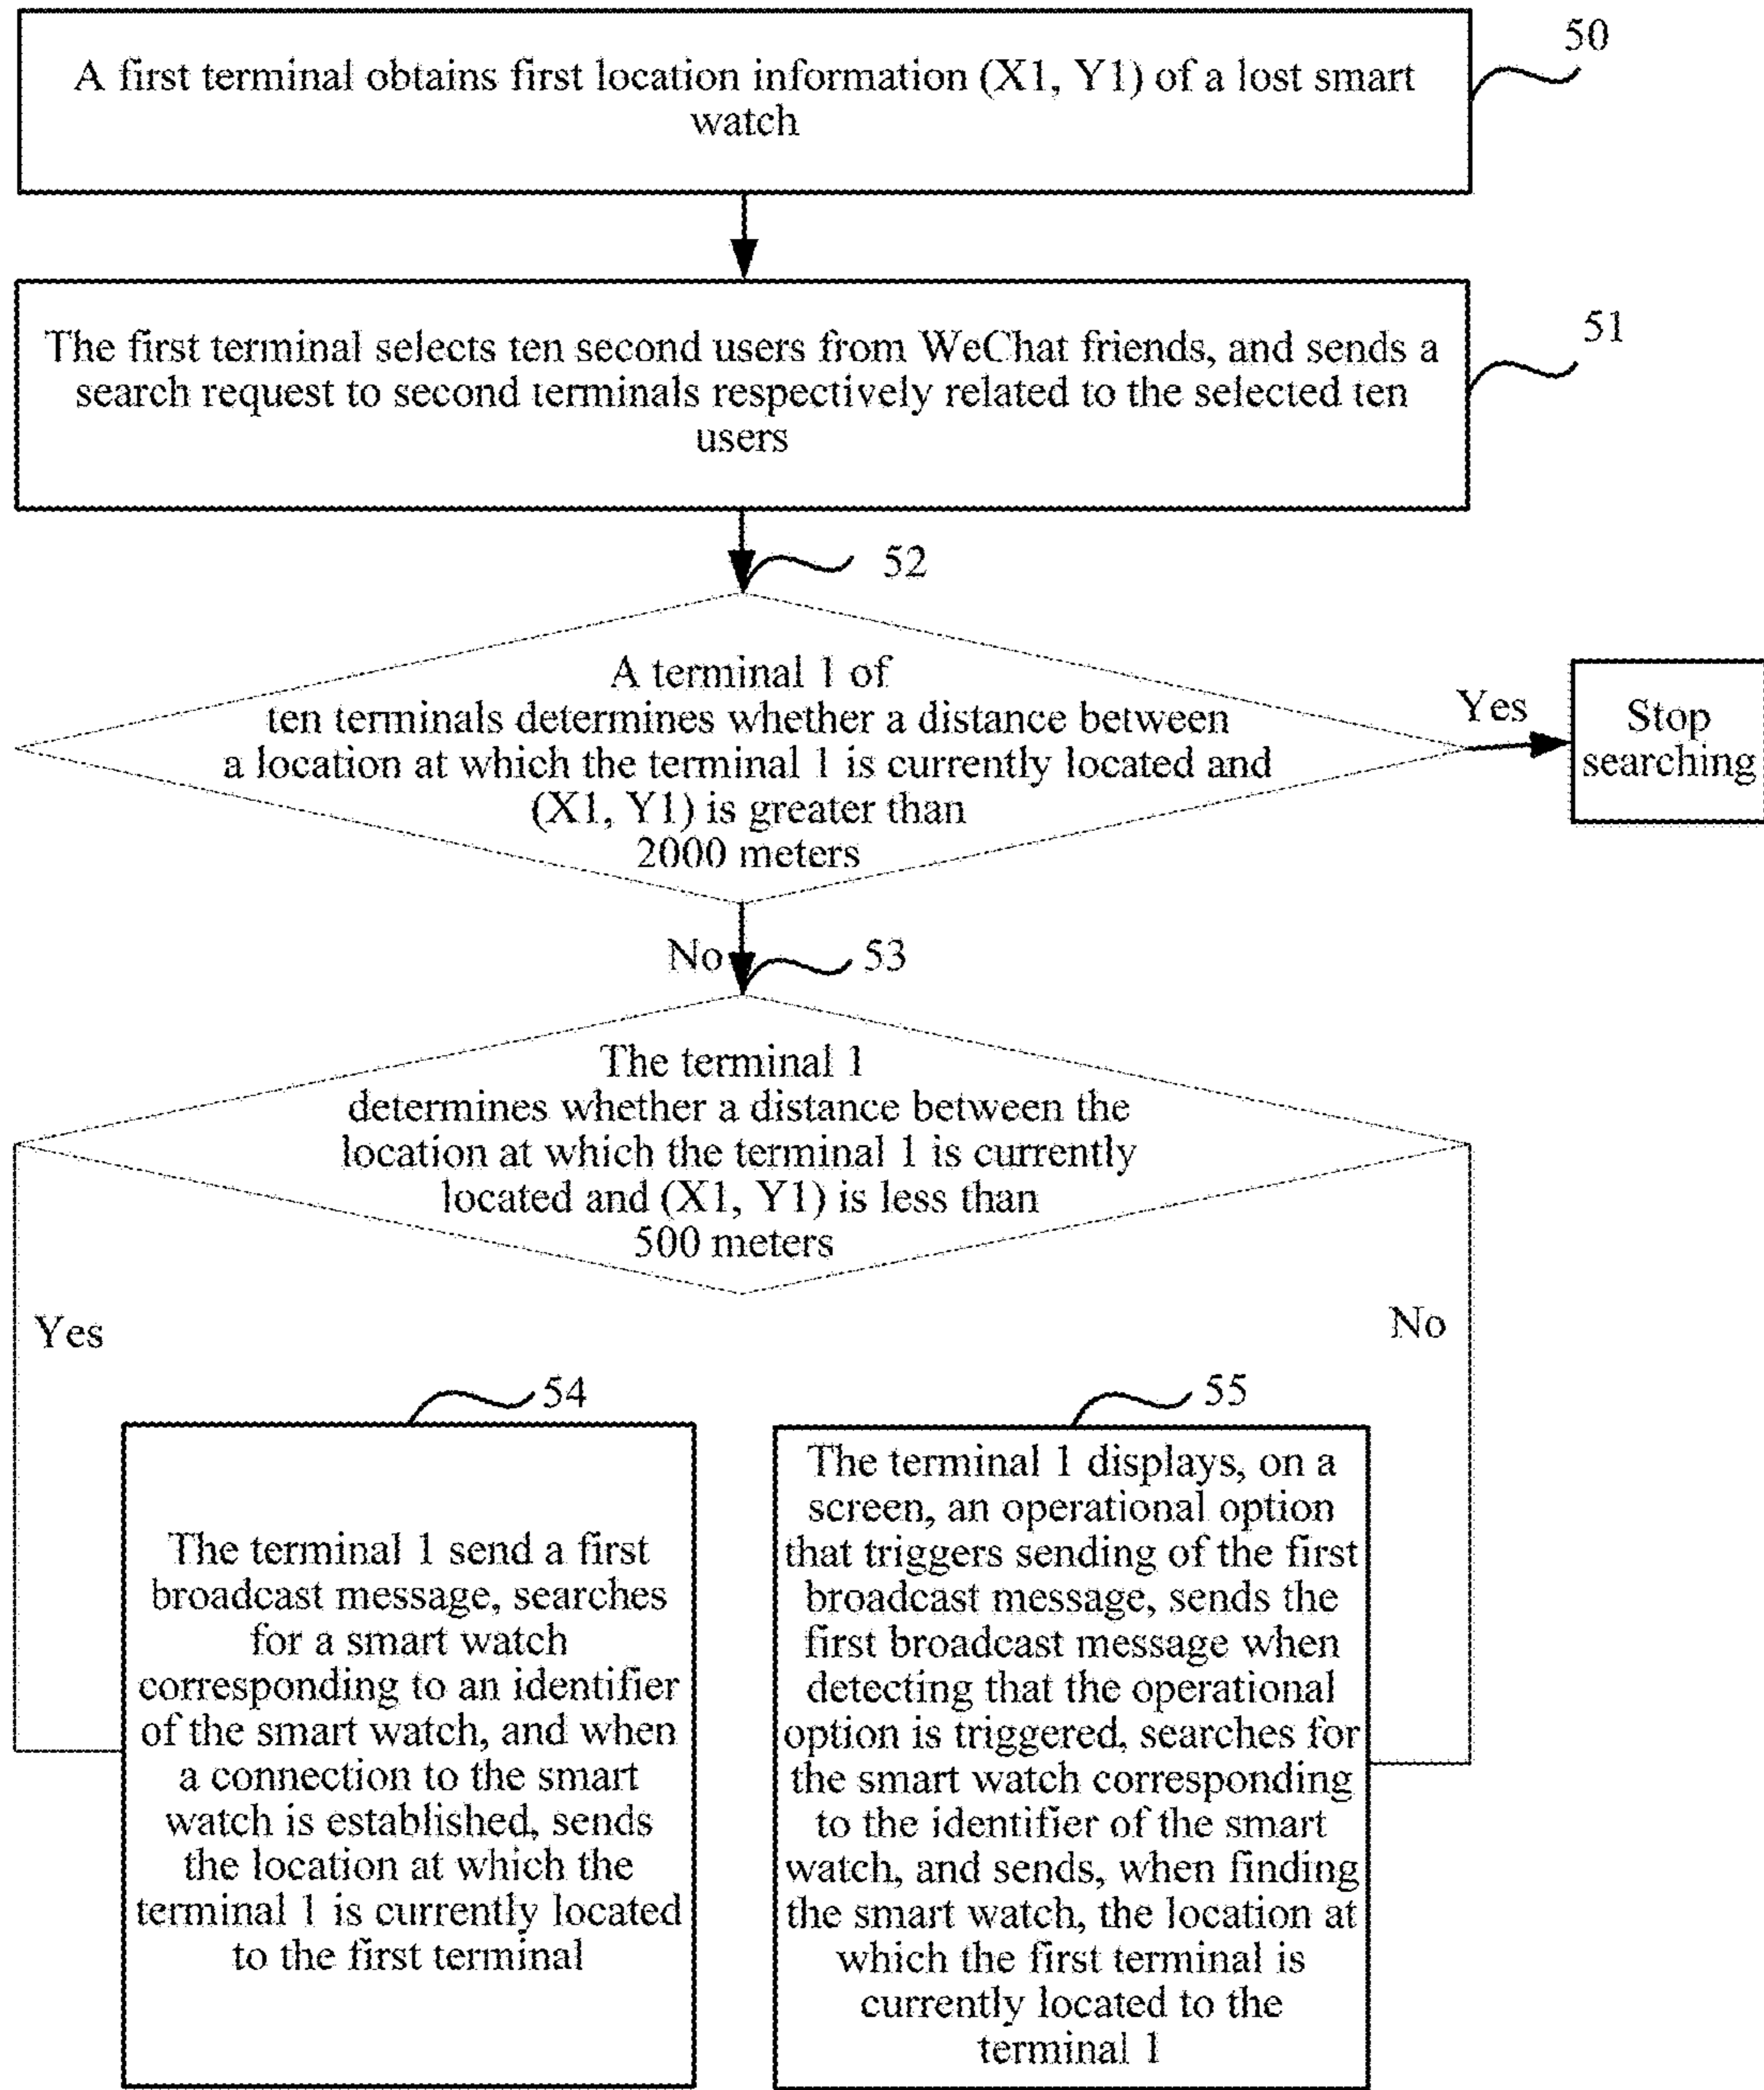 A first terminal obtains first location information (X1, Y1) of a lost smart
watch
50
The first terminal selects ten second users from WeChat friends, and sends a
search request to second terminals respectively related to the selected ten
users
51
52
A terminal 1 of
ten terminals determines whether a distance between
a location at which the terminal 1 is currently located and
(X1, Y1) is greater than
2000 meters
Yes
Stop
searching
No
53
The terminal 1
determines whether a distance between the
location at which the terminal 1 is currently
located and (X1, Y1) is less than
500 meters
Yes
No
54
The terminal 1 send a first
broadcast message, searches
for a smart watch
corresponding to an identifier
of the smart watch, and when
a connection to the smart
watch is established, sends
the location at which the
terminal 1 is currently located
to the first terminal
55
The terminal 1 displays, on a
screen, an operational option
that triggers sending of the first
broadcast message, sends the
first broadcast message when
detecting that the operational
option is triggered, searches for
the smart watch corresponding
to the identifier of the smart
watch, and sends, when finding
the smart watch, the location at
which the first terminal is
currently located to the
terminal 1